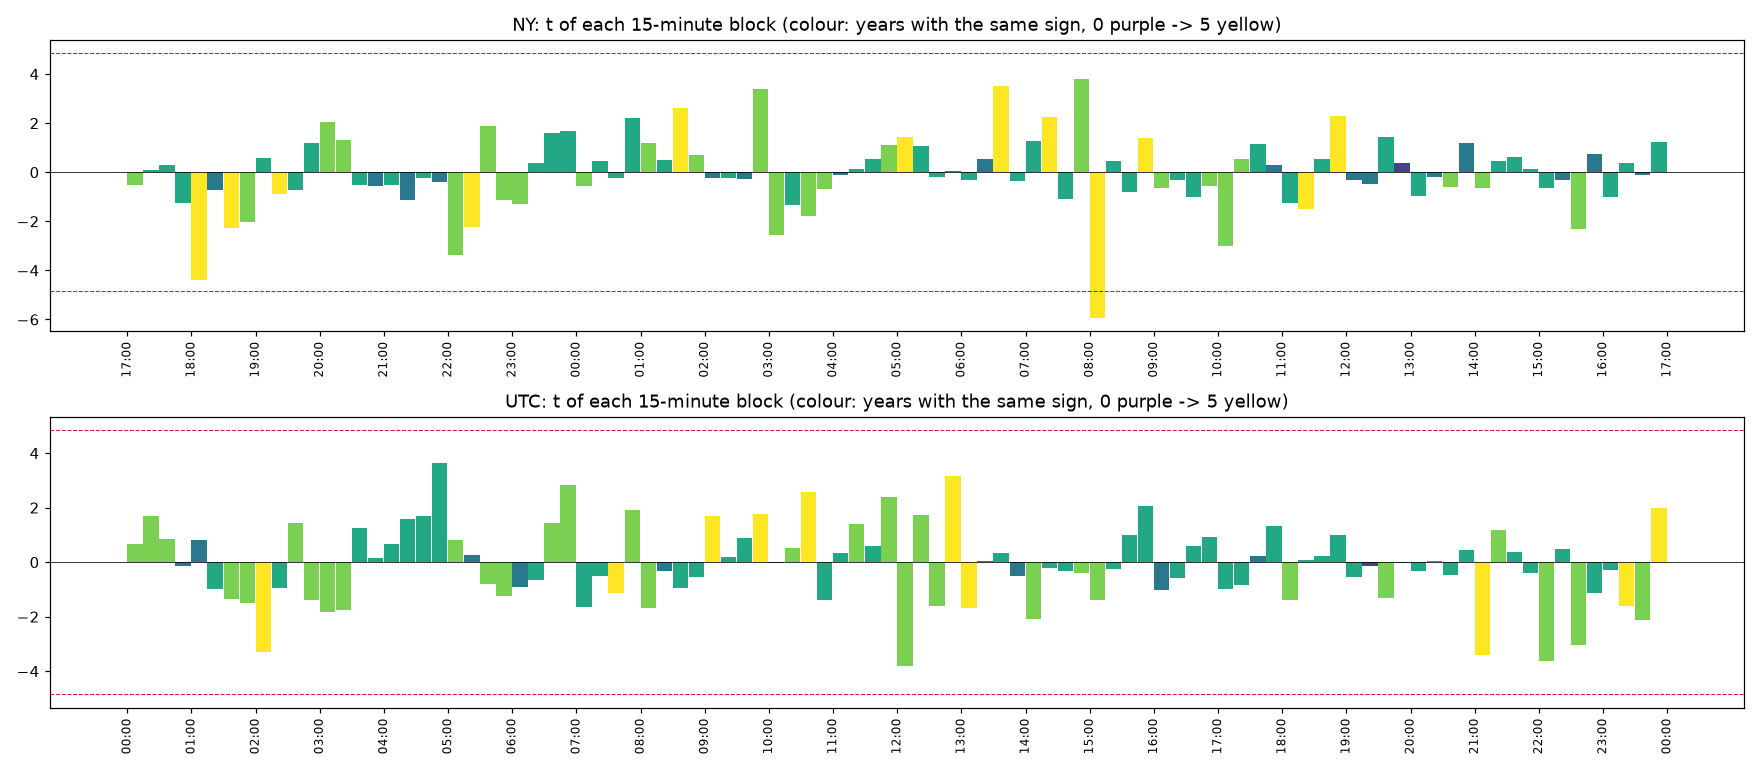 NY: t of each 15-minute block (colour: years with the same sign, 0 purple -> 5 yellow)
4
2
0
−2
−4
−6
17:00 18:00 19:00 20:00 21:00 22:00 23:00 00:00 01:00 02:00 03:00 04:00 05:00 06:00 07:00 08:00 09:00 10:00 11:00 12:00 13:00 14:00 15:00 16:00 17:00
UTC: t of each 15-minute block (colour: years with the same sign, 0 purple -> 5 yellow)
4
2
0
−2
−4
00:00 01:00 02:00 03:00 04:00 05:00 06:00 07:00 08:00 09:00 10:00 11:00 12:00 13:00 14:00 15:00 16:00 17:00 18:00 19:00 20:00 21:00 22:00 23:00 00:00